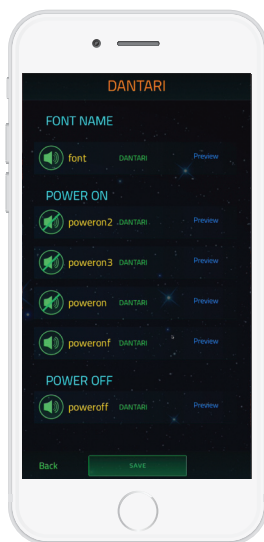 DANTARI
FONT NAME
font DANTARI Preview
POWER ON
poweron2 DANTARI Preview
poweron3 DANTARI Preview
poweron DANTARI Preview
poweronf DANTARI Preview
POWER OFF
poweroff DANTARI Preview
Back SAVE